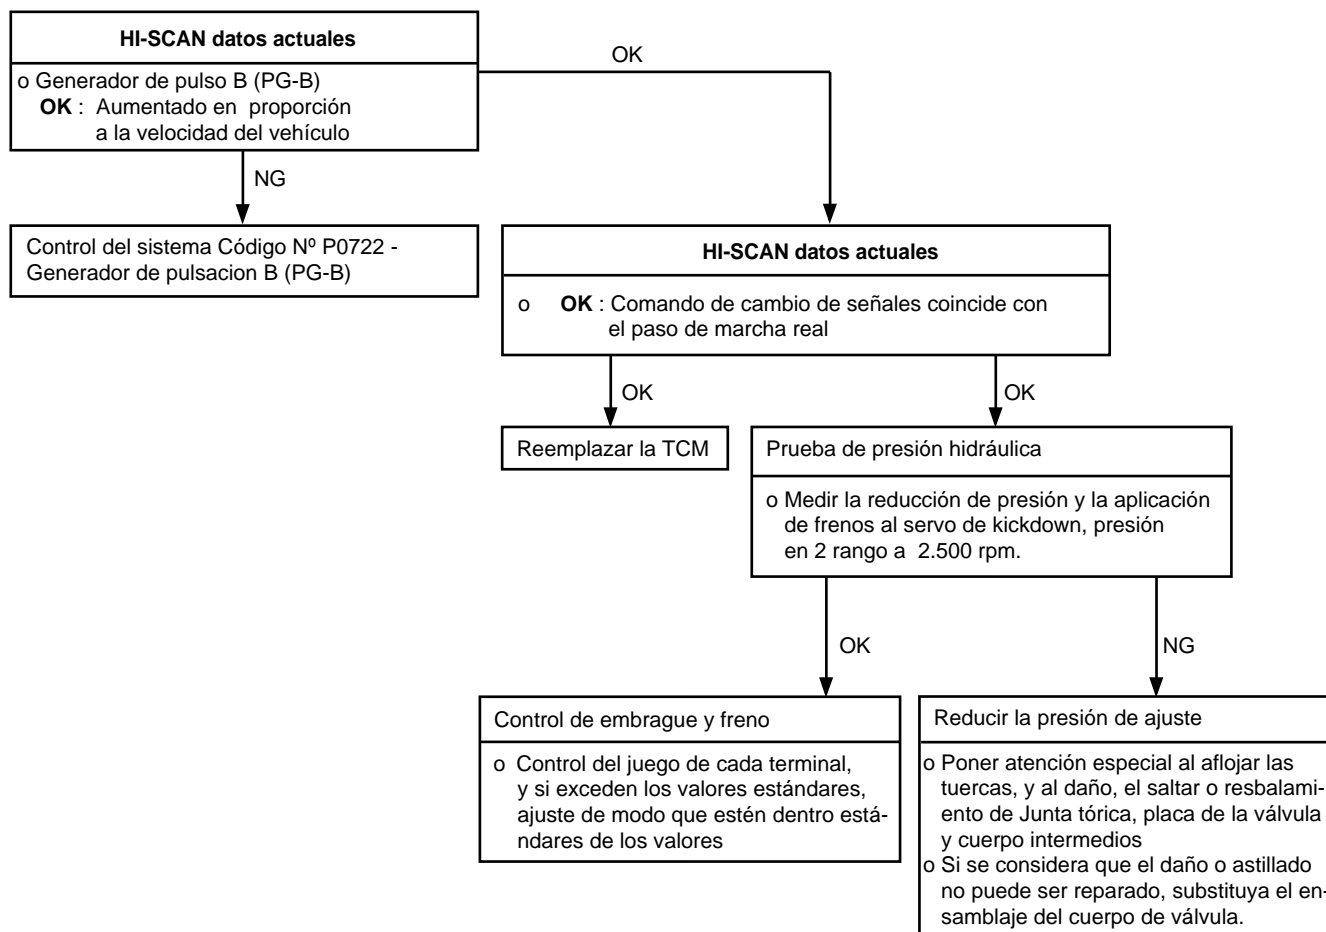 HI-SCAN datos actuales
o Generador de pulso B (PG-B)
OK : Aumentado en proporción
a la velocidad del vehículo
OK
NG
Control del sistema Código Nº P0722 -
Generador de pulsacion B (PG-B)
HI-SCAN datos actuales
o OK : Comando de cambio de señales coincide con
el paso de marcha real
OK
OK
Reemplazar la TCM
Prueba de presión hidráulica
o Medir la reducción de presión y la aplicación
de frenos al servo de kickdown, presión
en 2 rango a 2.500 rpm.
OK
NG
Control de embrague y freno
o Control del juego de cada terminal,
y si exceden los valores estándares,
ajuste de modo que estén dentro está-
ndares de los valores
Reducir la presión de ajuste
o Poner atención especial al aflojar las
tuercas, y al daño, el saltar o resbalami-
ento de Junta tórica, placa de la válvula
y cuerpo intermedios
o Si se considera que el daño o astillado
no puede ser reparado, substituya el en-
samblaje del cuerpo de válvula.